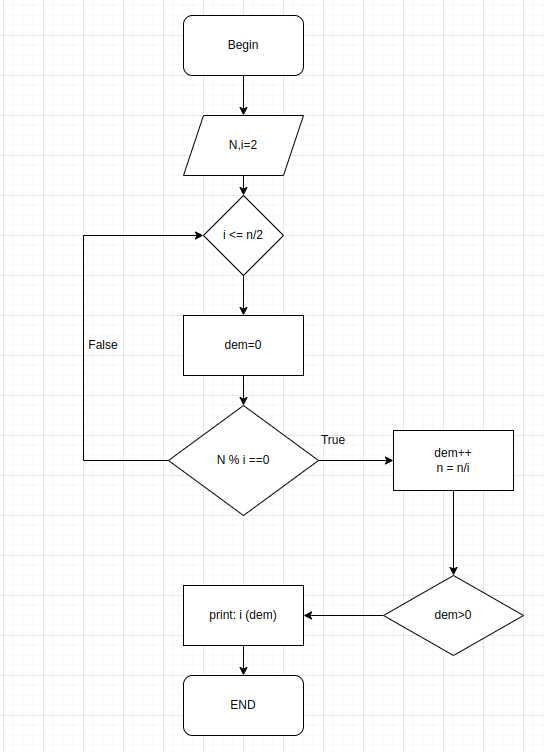 Begin
N,i=2
i <= n/2
dem=0
False
N % i ==0
True
dem++
n = n/i
dem>0
print: i (dem)
END